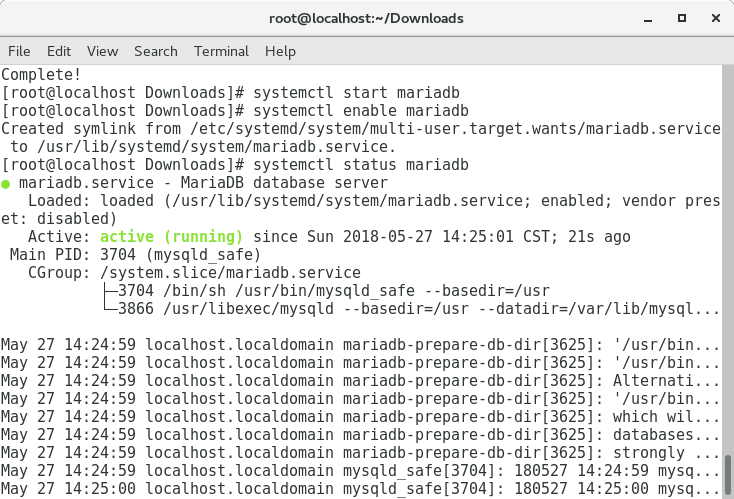 root@localhost:~/Downloads
File Edit View Search Terminal Help
Complete!
[root@localhost Downloads]# systemctl start mariadb
[root@localhost Downloads]# systemctl enable mariadb
Created symlink from /etc/systemd/system/multi-user.target.wants/mariadb.service
 to /usr/lib/systemd/system/mariadb.service.
[root@localhost Downloads]# systemctl status mariadb
● mariadb.service - MariaDB database server
   Loaded: loaded (/usr/lib/systemd/system/mariadb.service; enabled; vendor pres
et: disabled)
   Active: active (running) since Sun 2018-05-27 14:25:01 CST; 21s ago
 Main PID: 3704 (mysqld_safe)
   CGroup: /system.slice/mariadb.service
           ├─3704 /bin/sh /usr/bin/mysqld_safe --basedir=/usr
           └─3866 /usr/libexec/mysqld --basedir=/usr --datadir=/var/lib/mysql...

May 27 14:24:59 localhost.localdomain mariadb-prepare-db-dir[3625]: '/usr/bin...
May 27 14:24:59 localhost.localdomain mariadb-prepare-db-dir[3625]: '/usr/bin...
May 27 14:24:59 localhost.localdomain mariadb-prepare-db-dir[3625]: Alternati...
May 27 14:24:59 localhost.localdomain mariadb-prepare-db-dir[3625]: '/usr/bin...
May 27 14:24:59 localhost.localdomain mariadb-prepare-db-dir[3625]: which wil...
May 27 14:24:59 localhost.localdomain mariadb-prepare-db-dir[3625]: databases...
May 27 14:24:59 localhost.localdomain mariadb-prepare-db-dir[3625]: strongly ...
May 27 14:24:59 localhost.localdomain mysqld_safe[3704]: 180527 14:24:59 mysq...
May 27 14:25:00 localhost.localdomain mysqld_safe[3704]: 180527 14:25:00 mysq...